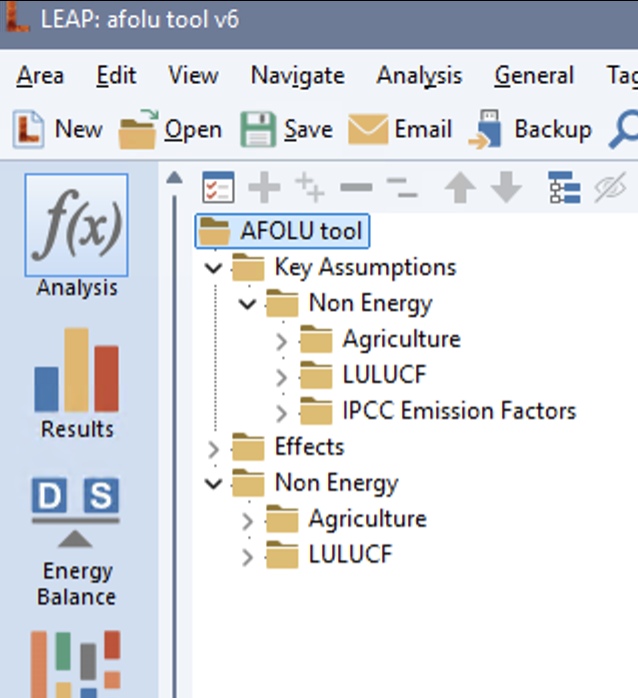 LEAP: afolu tool v6
Area Edit View Navigate Analysis General Tag
New Open Save Email Backup
f(x)
Analysis
Results
D S
Energy
Balance
AFOLU tool
Key Assumptions
Non Energy
Agriculture
LULUCF
IPCC Emission Factors
Effects
Non Energy
Agriculture
LULUCF